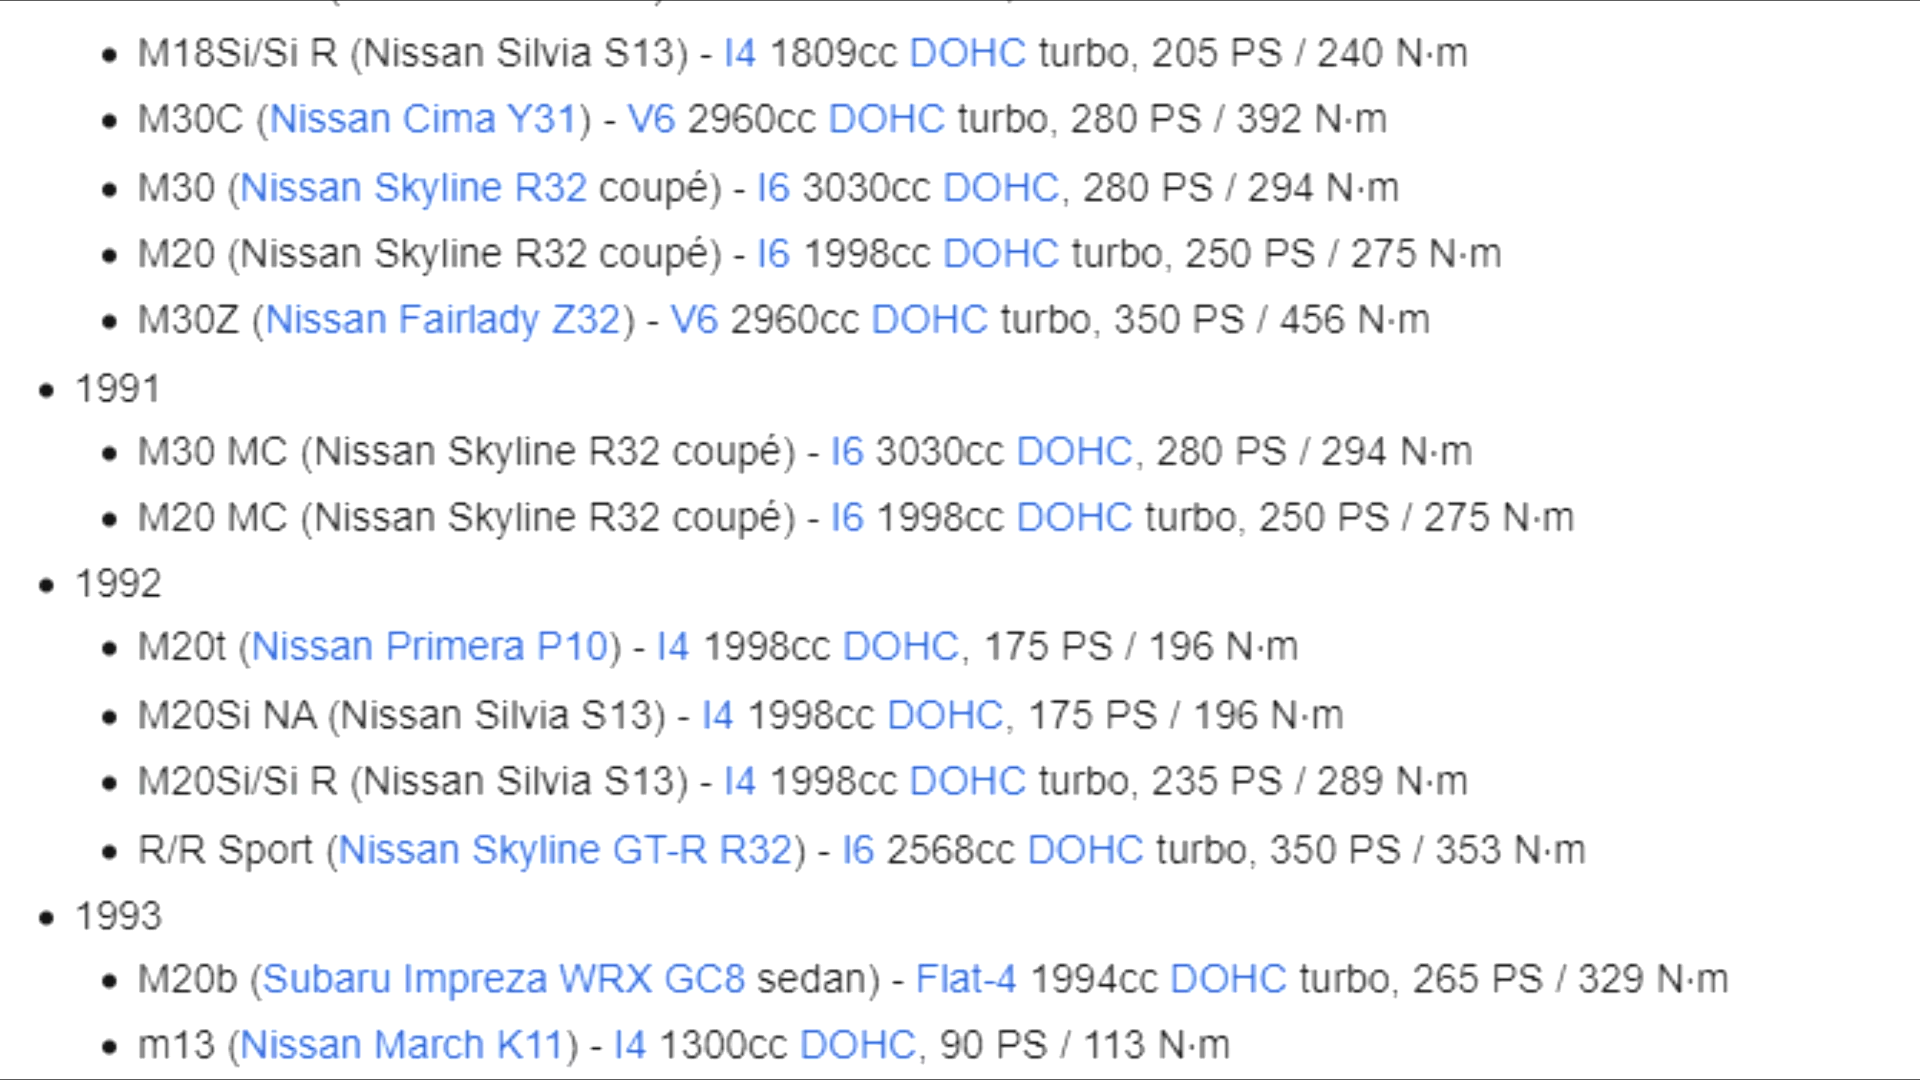 • M18Si/Si R (Nissan Silvia S13) - I4 1809cc DOHC turbo, 205 PS / 240 N·m
• M30C (Nissan Cima Y31) - V6 2960cc DOHC turbo, 280 PS / 392 N·m
• M30 (Nissan Skyline R32 coupé) - I6 3030cc DOHC, 280 PS / 294 N·m
• M20 (Nissan Skyline R32 coupé) - I6 1998cc DOHC turbo, 250 PS / 275 N·m
• M30Z (Nissan Fairlady Z32) - V6 2960cc DOHC turbo, 350 PS / 456 N·m
• 1991
• M30 MC (Nissan Skyline R32 coupé) - I6 3030cc DOHC, 280 PS / 294 N·m
• M20 MC (Nissan Skyline R32 coupé) - I6 1998cc DOHC turbo, 250 PS / 275 N·m
• 1992
• M20t (Nissan Primera P10) - I4 1998cc DOHC, 175 PS / 196 N·m
• M20Si NA (Nissan Silvia S13) - I4 1998cc DOHC, 175 PS / 196 N·m
• M20Si/Si R (Nissan Silvia S13) - I4 1998cc DOHC turbo, 235 PS / 289 N·m
• R/R Sport (Nissan Skyline GT-R R32) - I6 2568cc DOHC turbo, 350 PS / 353 N·m
• 1993
• M20b (Subaru Impreza WRX GC8 sedan) - Flat-4 1994cc DOHC turbo, 265 PS / 329 N·m
• m13 (Nissan March K11) - I4 1300cc DOHC, 90 PS / 113 N·m